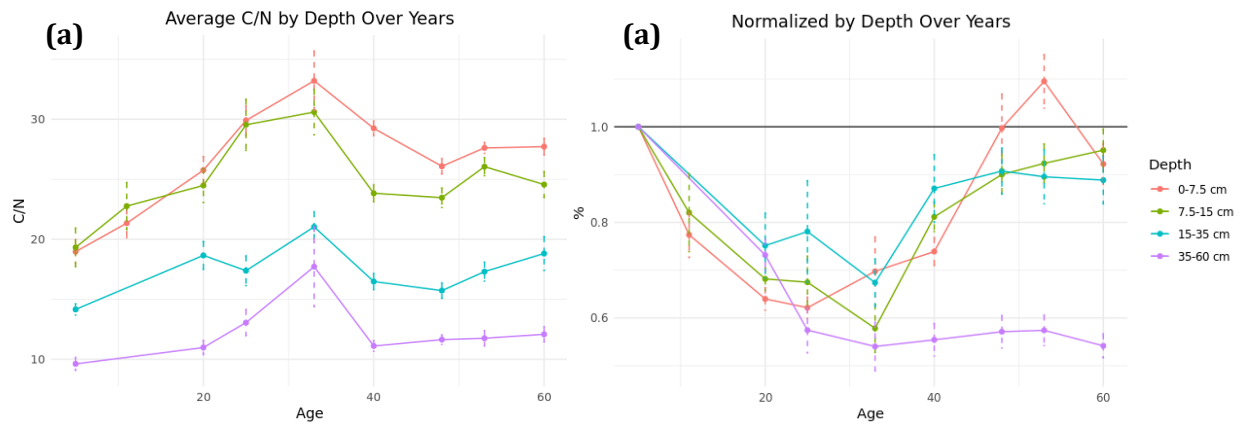 Average C/N by Depth Over Years
(a)
C/N
30
20
10
20
40
60
Age
Normalized by Depth Over Years
(a)
%
1.0
0.8
0.6
20
40
60
Age
Depth
0-7.5 cm
7.5-15 cm
15-35 cm
35-60 cm